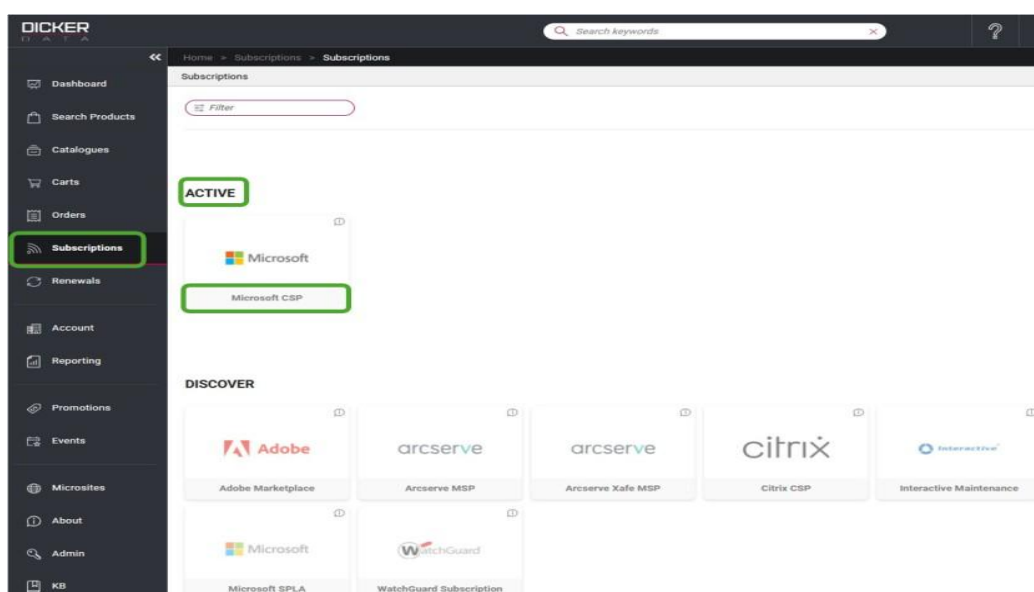 DICKER
DATA
Search keywords
Home > Subscriptions > Subscriptions
Subscriptions
Filter
Dashboard
Search Products
Catalogues
Carts
Orders
Subscriptions
Renewals
Account
Reporting
Promotions
Events
Microsites
About
Admin
KB
ACTIVE
Microsoft
Microsoft CSP
DISCOVER
Adobe
arcserve
arcserve
citrix
Interactive
Adobe Marketplace
Arcserve MSP
Arcserve Xafe MSP
Citrix CSP
Interactive Maintenance
Microsoft
WatchGuard
Microsoft SPLA
WatchGuard Subscription